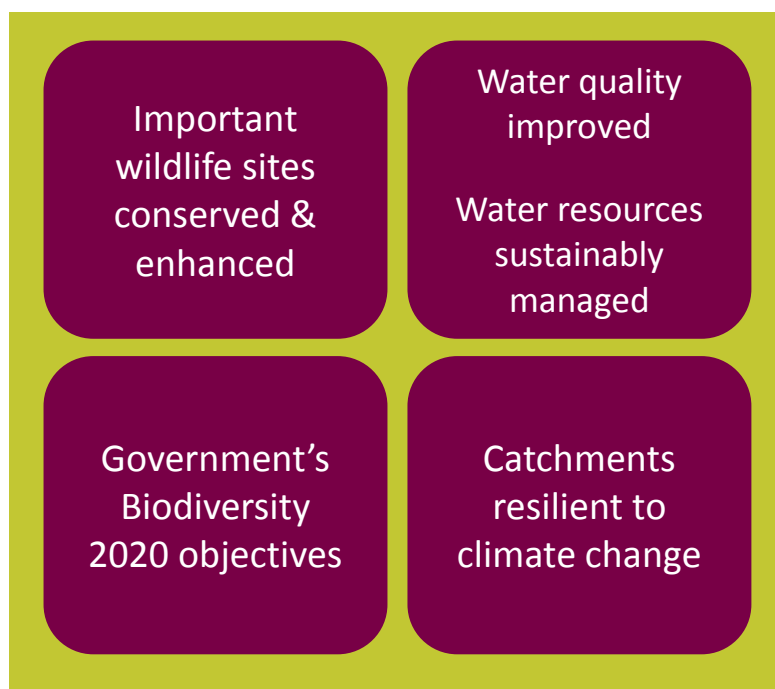 Important
wildlife sites
conserved &
enhanced
Water quality
improved
Water resources
sustainably
managed
Government’s
Biodiversity
2020 objectives
Catchments
resilient to
climate change